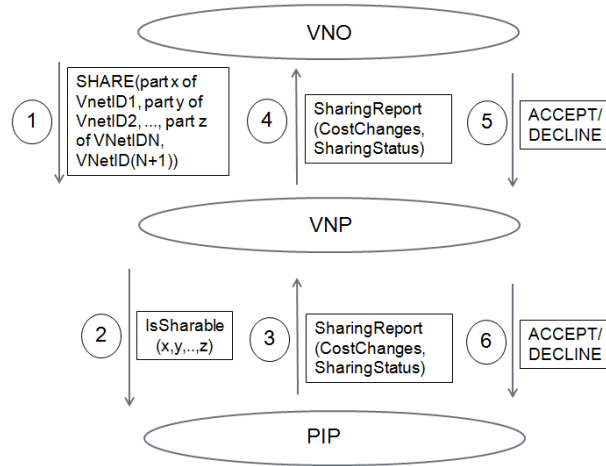 VNO
1
SHARE(part x of
VnetID1, part y of
VnetID2, ..., part z
of VNetIDN,
VNetID(N+1))
4
SharingReport
(CostChanges,
SharingStatus)
5
ACCEPT/
DECLINE
VNP
2
IsSharable
(x,y,..,z)
3
SharingReport
(CostChanges,
SharingStatus)
6
ACCEPT/
DECLINE
PIP